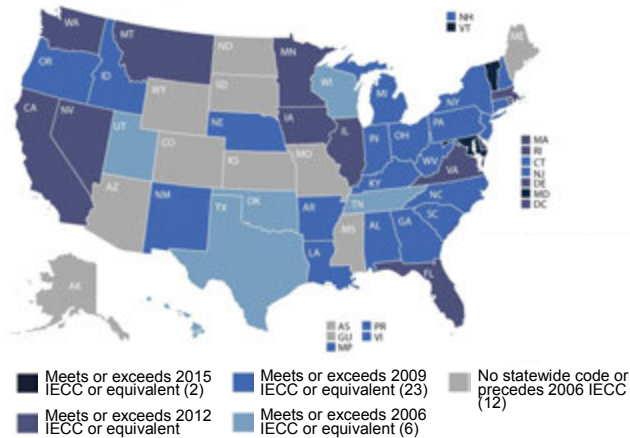 NH
VT
WA
MT
ND
MN
ME
OR
ID
SD
WI
WY
MI
NY
CA
NV
NE
IA
PA
UT
IL
IN
OH
CO
WV
KS
MO
VA
KY
AZ
NM
OK
TN
NC
TX
AR
SC
MS
AL
GA
LA
FL
AK
MA
RI
CT
NJ
DE
MD
DC
AS
PR
GU
VI
MP
Meets or exceeds 2015
IECC or equivalent (2)
Meets or exceeds 2009
IECC or equivalent (23)
No statewide code or
precedes 2006 IECC
(12)
Meets or exceeds 2012
IECC or equivalent
Meets or exceeds 2006
IECC or equivalent (6)